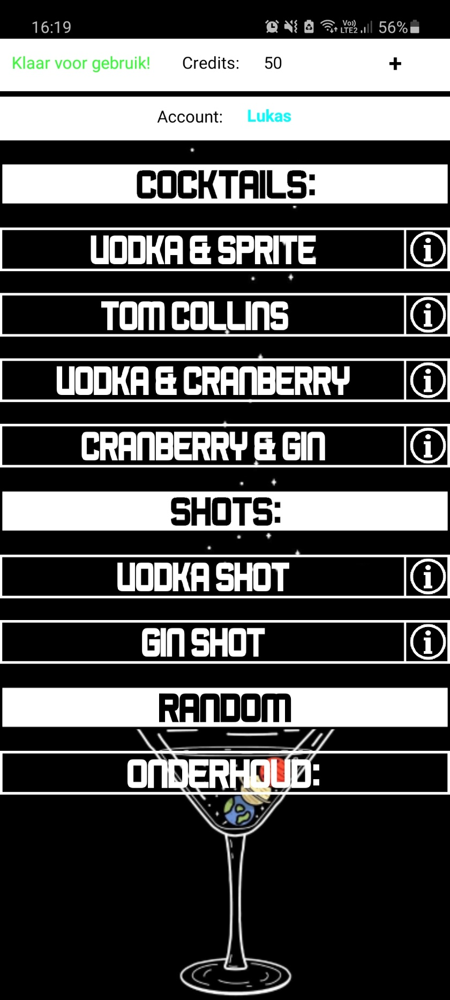 16:19 Vo)) LTE2 56%
Klaar voor gebruik! Credits: 50 +
Account: Lukas
COCKTAILS:
VODKA & SPRITE i
TOM COLLINS i
VODKA & CRANBERRY i
CRANBERRY & GIN i
SHOTS:
VODKA SHOT i
GIN SHOT i
RANDOM
ONDERHOUD: